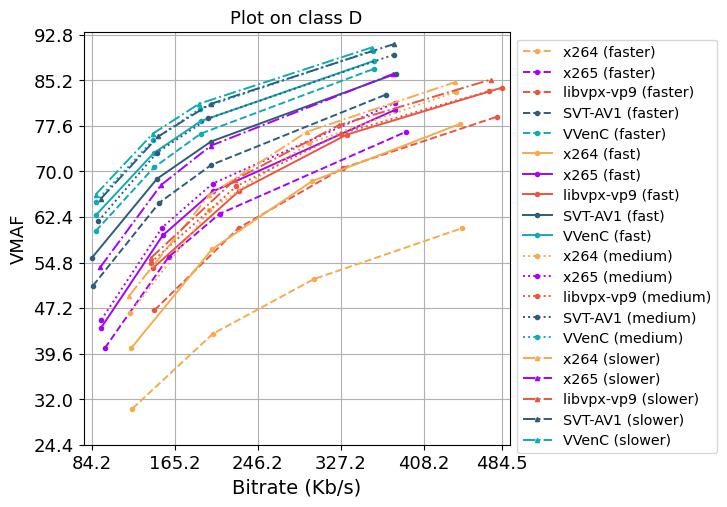 Plot on class D
VMAF
92.8
85.2
77.6
70.0
62.4
54.8
47.2
39.6
32.0
24.4
84.2 165.2 246.2 327.2 408.2 484.5
Bitrate (Kb/s)
x264 (faster)
x265 (faster)
libvpx-vp9 (faster)
SVT-AV1 (faster)
VVenC (faster)
x264 (fast)
x265 (fast)
libvpx-vp9 (fast)
SVT-AV1 (fast)
VVenC (fast)
x264 (medium)
x265 (medium)
libvpx-vp9 (medium)
SVT-AV1 (medium)
VVenC (medium)
x264 (slower)
x265 (slower)
libvpx-vp9 (slower)
SVT-AV1 (slower)
VVenC (slower)